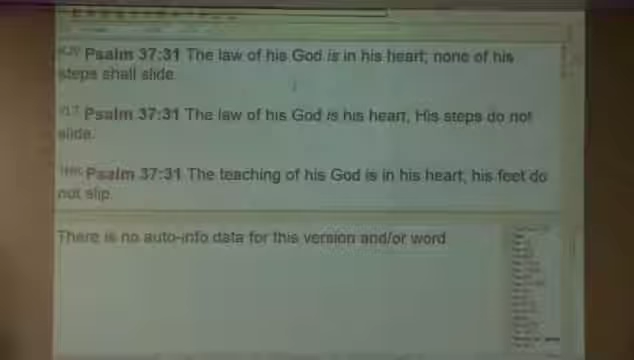 KJV Psalm 37:31 The law of his God is in his heart; none of his
steps shall slide.
YLT Psalm 37:31 The law of his God is in his heart, His steps do not
slide.
Psalm 37:31 The teaching of his God is in his heart; his feet do
not slip.
There is no auto-info data for this version and/or word